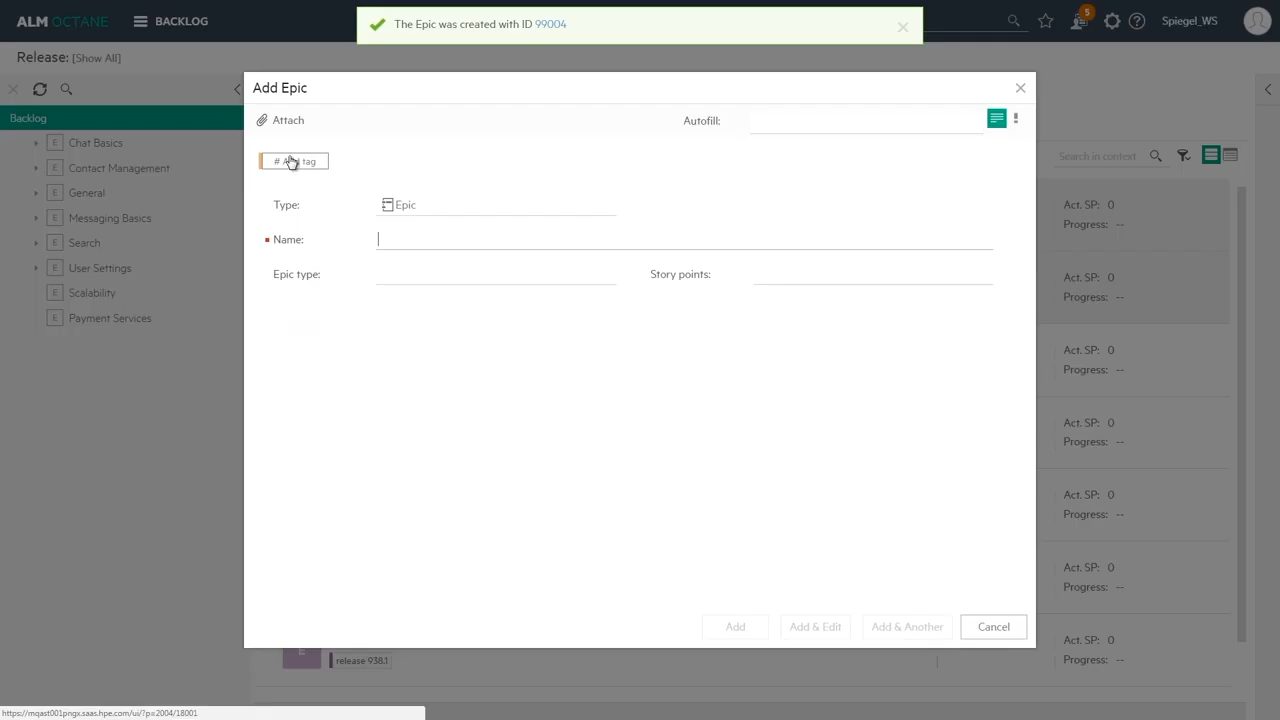 ALM OCTANE
BACKLOG
The Epic was created with ID 99004
5
Spiegel_WS
Release: [Show All]
Backlog
E Chat Basics
E Contact Management
E General
E Messaging Basics
E Search
E User Settings
E Scalability
E Payment Services
Add Epic
Attach
Autofill:
# Add tag
Type: Epic
Name:
Epic type:
Story points:
Add
Add & Edit
Add & Another
Cancel
Search in context
Act. SP: 0
Progress: --
Act. SP: 0
Progress: --
Act. SP: 0
Progress: --
Act. SP: 0
Progress: --
Act. SP: 0
Progress: --
Act. SP: 0
Progress: --
Act. SP: 0
Progress: --
E
release 938.1
https://mqast001pngx.saas.hpe.com/ui/?p=2004/18001